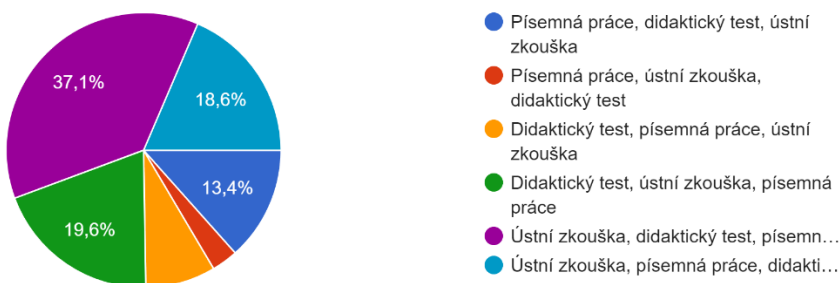 37,1%
18,6%
13,4%
19,6%
Písemná práce, didaktický test, ústní
zkouška
Písemná práce, ústní zkouška,
didaktický test
Didaktický test, písemná práce, ústní
zkouška
Didaktický test, ústní zkouška, písemná
práce
Ústní zkouška, didaktický test, písemn…
Ústní zkouška, písemná práce, didakti…